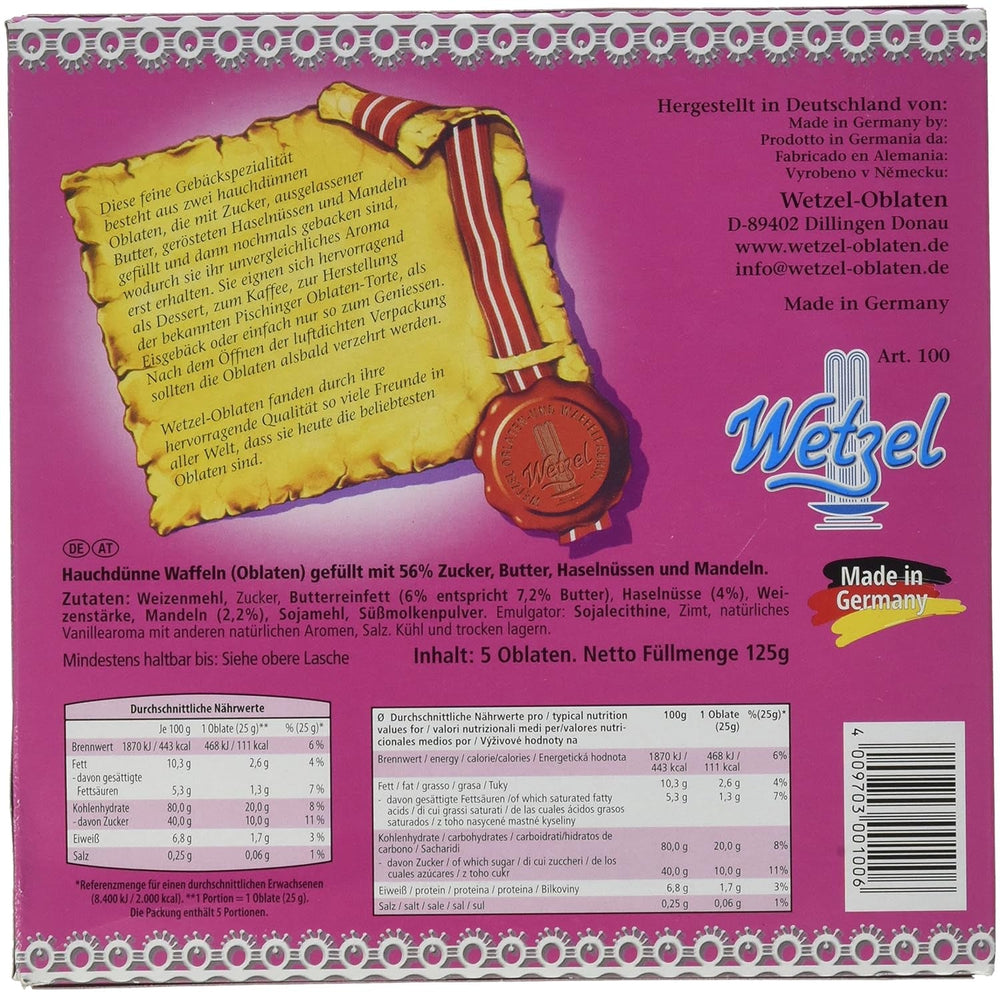 Diese feine Gebäckspezialität
besteht aus zwei hauchdünnen
Oblaten, die mit Zucker, ausgelassener
Butter, gerösteten Haselnüssen und Mandeln
gefüllt und dann nochmals gebacken sind,
wodurch sie ihr unvergleichliches Aroma
erst erhalten. Sie eignen sich hervorragend
als Dessert, zum Kaffee, zur Herstellung
der bekannten Pischinger Oblaten-Torte, als
Eisgebäck oder einfach nur so zum Geniessen.
Nach dem Öffnen der luftdichten Verpackung
sollten die Oblaten alsbald verzehrt werden.
Wetzel-Oblaten fanden durch ihre
hervorragende Qualität so viele Freunde in
aller Welt, dass sie heute die beliebtesten
Oblaten sind.
Wetzel
Hergestellt in Deutschland von:
Made in Germany by:
Prodotto in Germania da:
Fabricado en Alemania:
Vyrobeno v Německu:
Wetzel-Oblaten
D-89402 Dillingen Donau
www.wetzel-oblaten.de
info@wetzel-oblaten.de
Made in Germany
Art. 100
Wetzel
Made in
Germany
DE AT
Hauchdünne Waffeln (Oblaten) gefüllt mit 56% Zucker, Butter, Haselnüssen und Mandeln.
Zutaten: Weizenmehl, Zucker, Butterreinfett (6% entspricht 7,2% Butter), Haselnüsse (4%), Wei-
zenstärke, Mandeln (2,2%), Sojamehl, Süßmolkenpulver. Emulgator: Sojalecithine, Zimt, natürliches
Vanillearoma mit anderen natürlichen Aromen, Salz. Kühl und trocken lagern.
Mindestens haltbar bis: Siehe obere Lasche Inhalt: 5 Oblaten. Netto Füllmenge 125g
Durchschnittliche Nährwerte
Je 100 g 1 Oblate (25 g)** % (25 g)*
Brennwert 1870 kJ / 443 kcal 468 kJ / 111 kcal 6 %
Fett 10,3 g 2,6 g 4 %
- davon gesättigte
Fettsäuren 5,3 g 1,3 g 7 %
Kohlenhydrate 80,0 g 20,0 g 8 %
- davon Zucker 40,0 g 10,0 g 11 %
Eiweiß 6,8 g 1,7 g 3 %
Salz 0,25 g 0,06 g 1 %
*Referenzmenge für einen durchschnittlichen Erwachsenen
(8.400 kJ / 2.000 kcal). **1 Portion = 1 Oblate (25 g).
Die Packung enthält 5 Portionen.
Ø Durchschnittliche Nährwerte pro / typical nutrition 100g 1 Oblate %(25g)*
values for / valori nutrizionali medi per/valores nutri- (25g)
cionales medios por / Výživové hodnoty na
Brennwert / energy / calorie/calories / Energetická hodnota 1870 kJ / 468 kJ / 6%
443 kcal 111 kcal
Fett / fat / grasso / grasa / Tuky 10,3 g 2,6 g 4%
- davon gesättigte Fettsäuren /of which saturated fatty 5,3 g 1,3 g 7%
acids / di cui grassi saturati / de las cuales ácidos grasos
saturados / z toho nasycené mastné kyseliny
Kohlenhydrate / carbohydrates / carboidrati/hidratos de
carbono / Sacharidi 80,0 g 20,0 g 8%
- davon Zucker / of which sugar / di cui zuccheri / de los
cuales azúcares / z toho cukr 40,0 g 10,0 g 11%
Eiweiß / protein / proteina / proteina / Bilkoviny 6,8 g 1,7 g 3%
Salz / salt / sale / sal / sul 0,25 g 0,06 g 1%
4 009703 001006